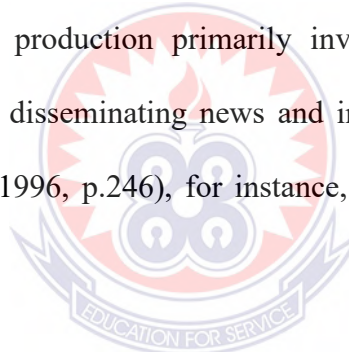 production primarily inv
disseminating news and in
1996, p.246), for instance,
EDUCATION FOR SERVICE